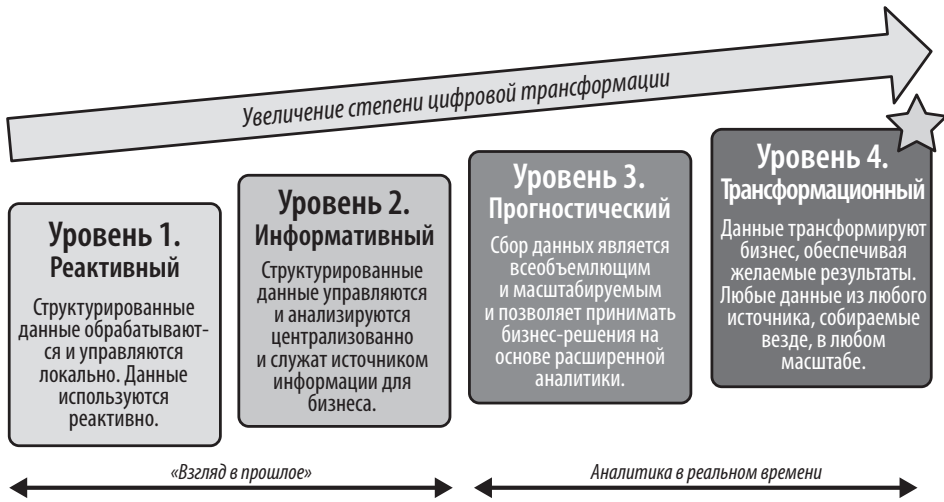 Увеличение степени цифровой трансформации
Уровень 1.
Реактивный
Структурированные
данные обрабатывают-
ся и управляются
локально. Данные
используются
реактивно.
Уровень 2.
Информативный
Структурированные
данные управляются
и анализируются
централизованно
и служат источником
информации для
бизнеса.
Уровень 3.
Прогностический
Сбор данных является
всеобъемлющим
и масштабируемым
и позволяет принимать
бизнес-решения на
основе расширенной
аналитики.
Уровень 4.
Трансформационный
Данные трансформируют
бизнес, обеспечивая
желаемые результаты.
Любые данные из любого
источника, собираемые
везде, в любом
масштабе.
«Взгляд в прошлое»
Аналитика в реальном времени